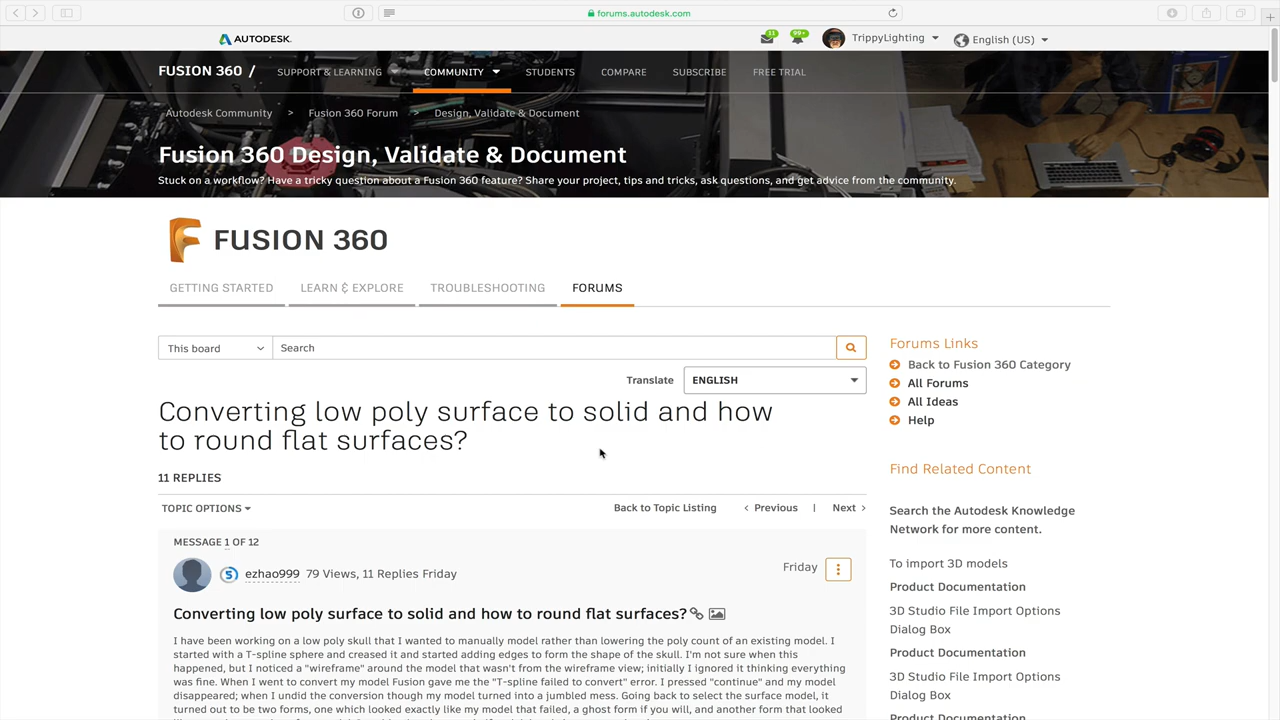 forums.autodesk.com
AUTODESK.
11
99+
TrippyLighting
English (US)
FUSION 360 /
SUPPORT & LEARNING
COMMUNITY
STUDENTS
COMPARE
SUBSCRIBE
FREE TRIAL
Autodesk Community > Fusion 360 Forum > Design, Validate & Document
Fusion 360 Design, Validate & Document
Stuck on a workflow? Have a tricky question about a Fusion 360 feature? Share your project, tips and tricks, ask questions, and get advice from the community.
FUSION 360
GETTING STARTED
LEARN & EXPLORE
TROUBLESHOOTING
FORUMS
This board
Search
Translate
ENGLISH
Converting low poly surface to solid and how
to round flat surfaces?
11 REPLIES
TOPIC OPTIONS
Back to Topic Listing
‹ Previous | Next ›
MESSAGE 1 OF 12
ezhao999 79 Views, 11 Replies Friday
Friday
Converting low poly surface to solid and how to round flat surfaces?
I have been working on a low poly skull that I wanted to manually model rather than lowering the poly count of an existing model. I
started with a T-spline sphere and creased it and started adding edges to form the shape of the skull. I'm not sure when this
happened, but I noticed a "wireframe" around the model that wasn't from the wireframe view; initially I ignored it thinking everything
was fine. When I went to convert my model Fusion gave me the "T-spline failed to convert" error. I pressed "continue" and my model
disappeared; when I undid the conversion though my model turned into a jumbled mess. Going back to select the surface model, it
turned out to be two forms, one which looked exactly like my model that failed, a ghost form if you will, and another form that looked
Forums Links
Back to Fusion 360 Category
All Forums
All Ideas
Help
Find Related Content
Search the Autodesk Knowledge
Network for more content.
To import 3D models
Product Documentation
3D Studio File Import Options
Dialog Box
Product Documentation
3D Studio File Import Options
Dialog Box
Product Documentation